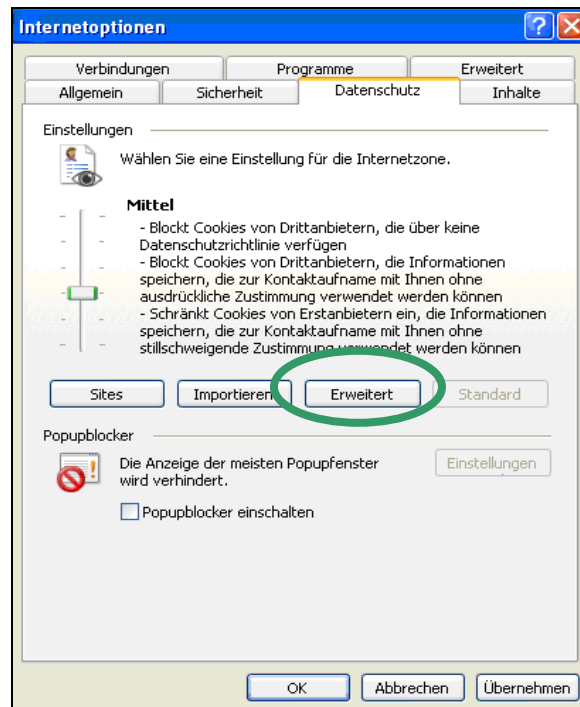 Internetoptionen
Verbindungen Programme Erweitert
Allgemein Sicherheit Datenschutz Inhalte
Einstellungen
Wählen Sie eine Einstellung für die Internetzone.
Mittel
- Blockt Cookies von Drittanbietern, die über keine
Datenschutzrichtlinie verfügen
- Blockt Cookies von Drittanbietern, die Informationen
speichern, die zur Kontaktaufname mit Ihnen ohne
ausdrückliche Zustimmung verwendet werden können
- Schränkt Cookies von Erstanbietern ein, die Informationen
speichern, die zur Kontaktaufname mit Ihnen ohne
stillschweigende Zustimmung verwendet werden können
Sites Importieren Erweitert Standard
Popupblocker
Die Anzeige der meisten Popupfenster
wird verhindert.
Einstellungen
Popupblocker einschalten
OK Abbrechen Übernehmen